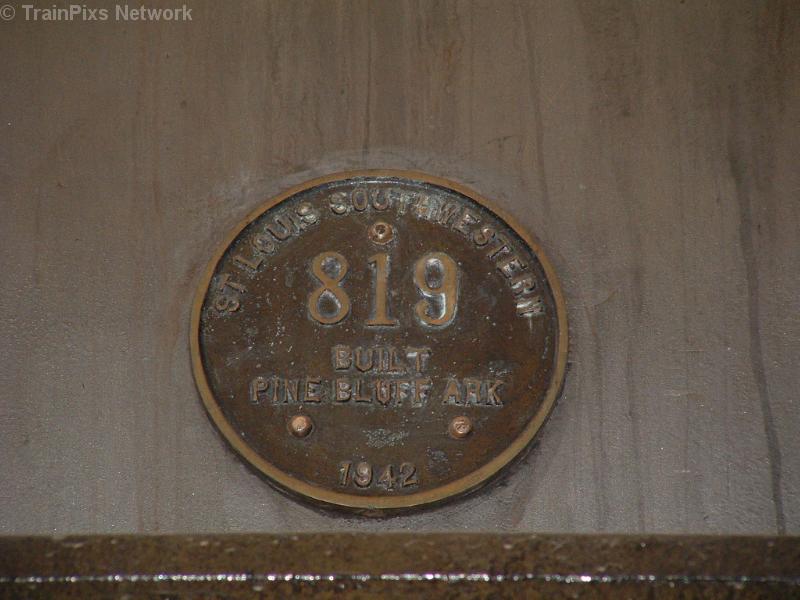 © TrainPixs Network
ST LOUIS SOUTHWESTERN
819
BUILT
PINE BLUFF ARK
1942